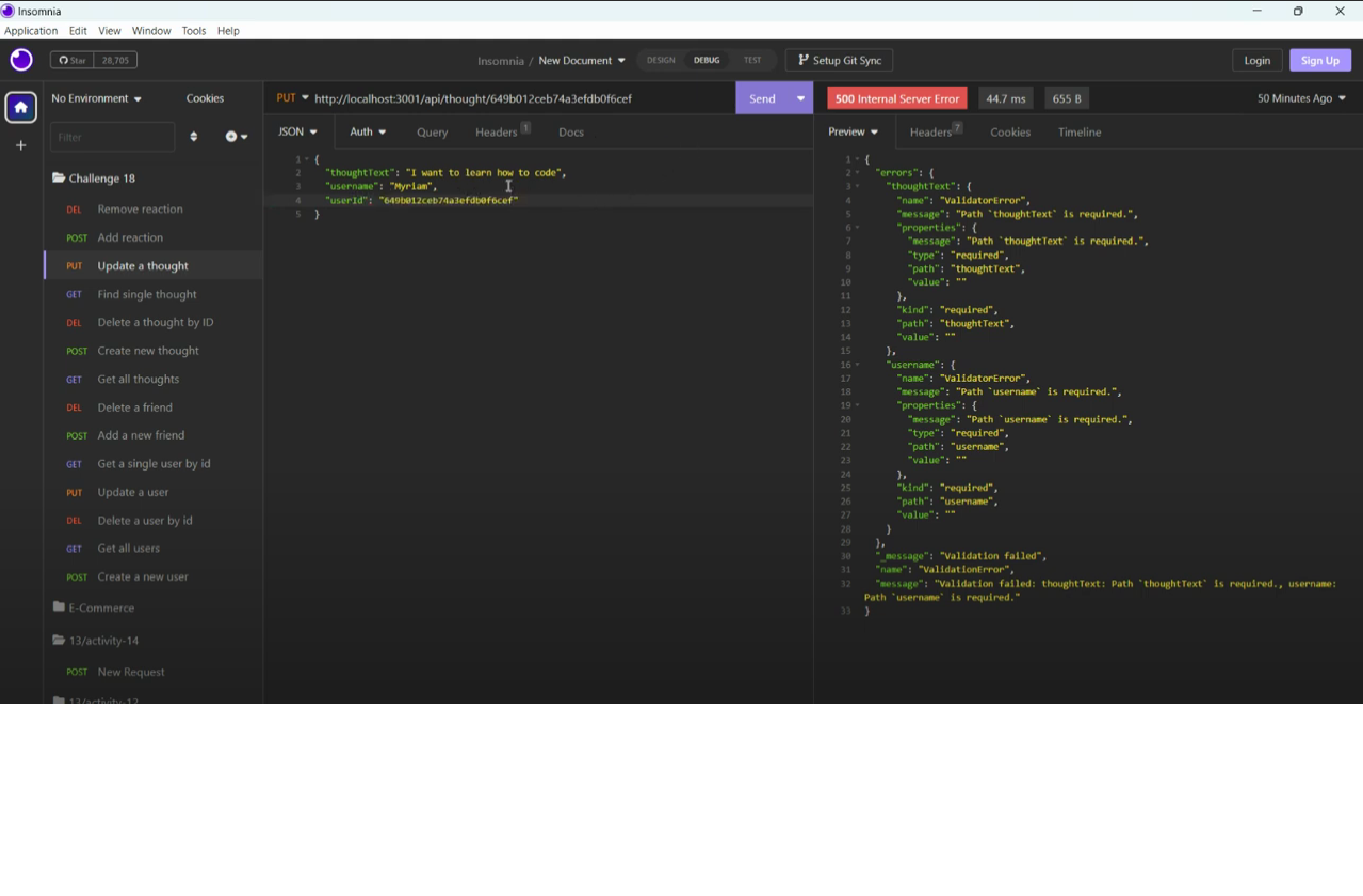 Insomnia
Application Edit View Window Tools Help
Star 28,705
Insomnia / New Document
DESIGN DEBUG TEST
Setup Git Sync
Login
Sign Up
No Environment
Cookies
Filter
Challenge 18
DEL Remove reaction
POST Add reaction
PUT Update a thought
GET Find single thought
DEL Delete a thought by ID
POST Create new thought
GET Get all thoughts
DEL Delete a friend
POST Add a new friend
GET Get a single user by id
PUT Update a user
DEL Delete a user by id
GET Get all users
POST Create a new user
E-Commerce
13/activity-14
POST New Request
PUT http://localhost:3001/api/thought/649b012ceb74a3efdb0f6cef
Send
JSON Auth Query Headers 1 Docs
1 {
2 "thoughtText": "I want to learn how to code",
3 "username": "Myriam",
4 "userId": "649b012ceb74a3efdb0f6cef"
5 }
500 Internal Server Error 44.7 ms 655 B 50 Minutes Ago
Preview Headers 7 Cookies Timeline
1 {
2 "errors": {
3 "thoughtText": {
4 "name": "ValidatorError",
5 "message": "Path `thoughtText` is required.",
6 "properties": {
7 "message": "Path `thoughtText` is required.",
8 "type": "required",
9 "path": "thoughtText",
10 "value": ""
11 },
12 "kind": "required",
13 "path": "thoughtText",
14 "value": ""
15 },
16 "username": {
17 "name": "ValidatorError",
18 "message": "Path `username` is required.",
19 "properties": {
20 "message": "Path `username` is required.",
21 "type": "required",
22 "path": "username",
23 "value": ""
24 },
25 "kind": "required",
26 "path": "username",
27 "value": ""
28 }
29 },
30 "_message": "Validation failed",
31 "name": "ValidationError",
32 "message": "Validation failed: thoughtText: Path `thoughtText` is required., username:
Path `username` is required."
33 }